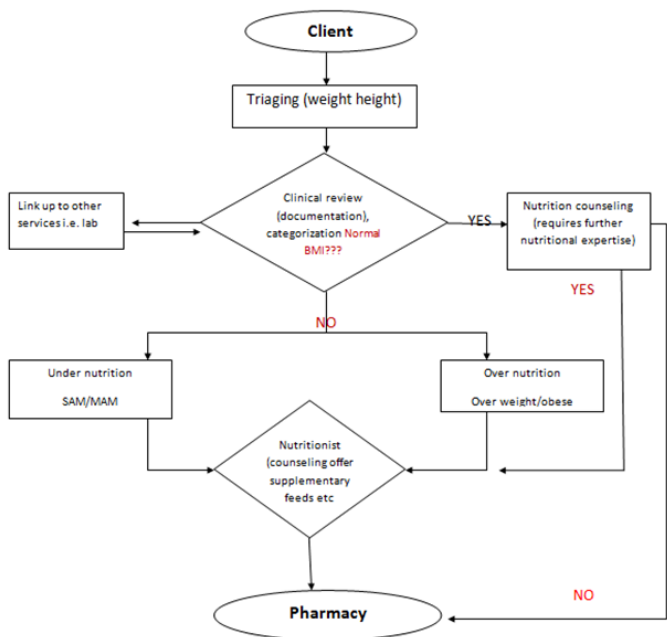 Client
Triaging (weight height)
Clinical review
(documentation),
categorization Normal
BMI???
Link up to other
services i.e. lab
YES
Nutrition counseling
(requires further
nutritional expertise)
YES
NO
Under nutrition
SAM/MAM
Over nutrition
Over weight/obese
Nutritionist
(counseling offer
supplementary
feeds etc
NO
Pharmacy